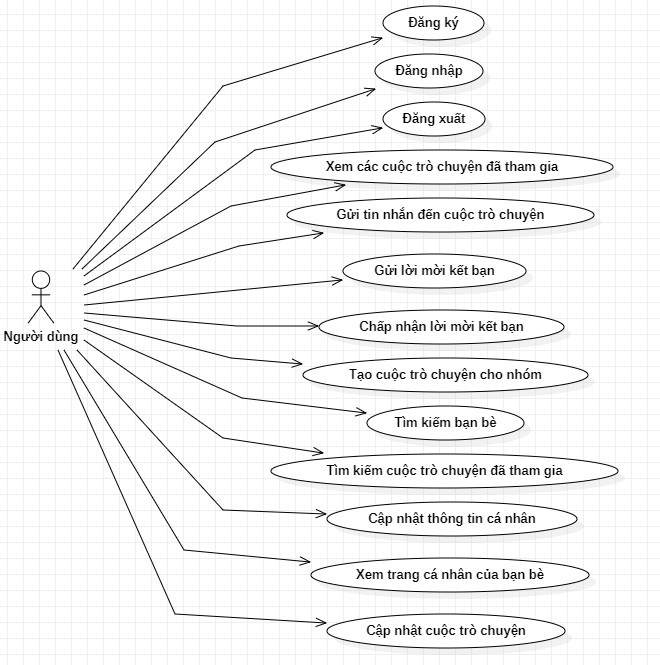 Đăng ký
Đăng nhập
Đăng xuất
Xem các cuộc trò chuyện đã tham gia
Gửi tin nhắn đến cuộc trò chuyện
Gửi lời mời kết bạn
Người dùng
Chấp nhận lời mời kết bạn
Tạo cuộc trò chuyện cho nhóm
Tìm kiếm bạn bè
Tìm kiếm cuộc trò chuyện đã tham gia
Cập nhật thông tin cá nhân
Xem trang cá nhân của bạn bè
Cập nhật cuộc trò chuyện